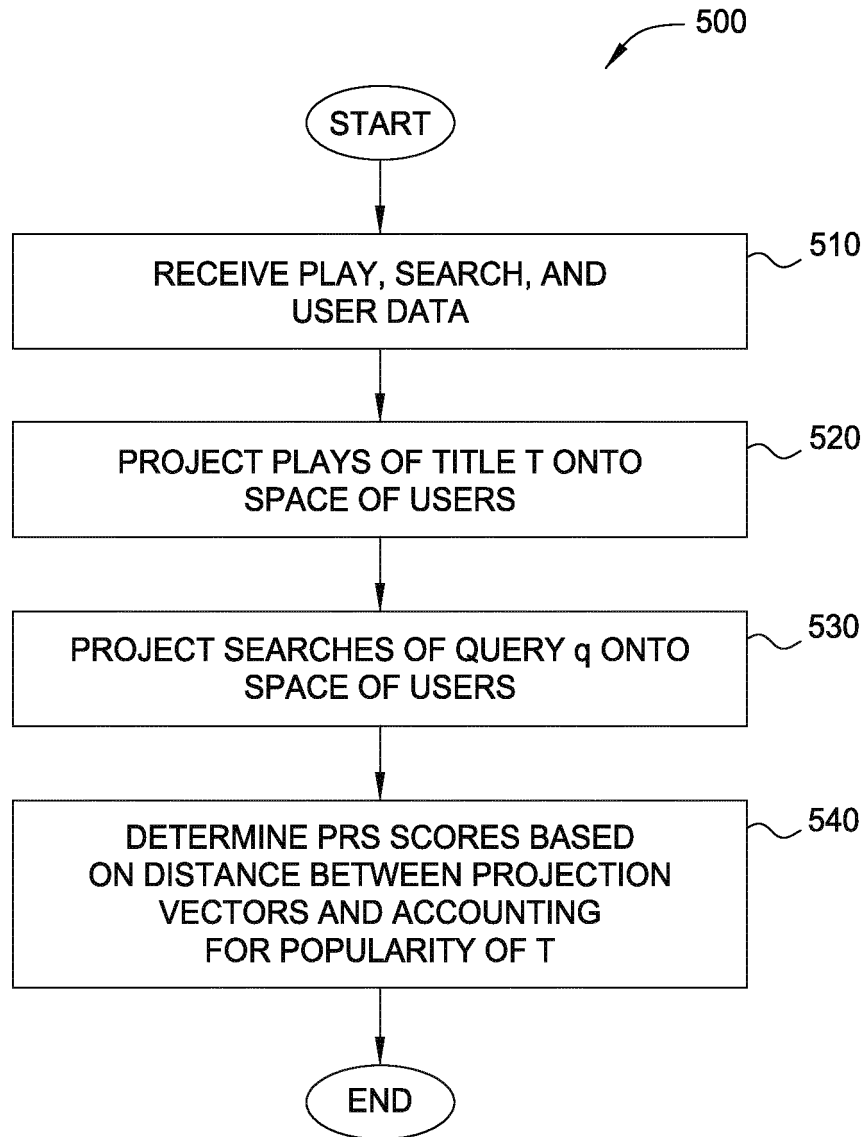 500
START
510
RECEIVE PLAY, SEARCH, AND
USER DATA
520
PROJECT PLAYS OF TITLE T ONTO
SPACE OF USERS
530
PROJECT SEARCHES OF QUERY q ONTO
SPACE OF USERS
540
DETERMINE PRS SCORES BASED
ON DISTANCE BETWEEN PROJECTION
VECTORS AND ACCOUNTING
FOR POPULARITY OF T
END